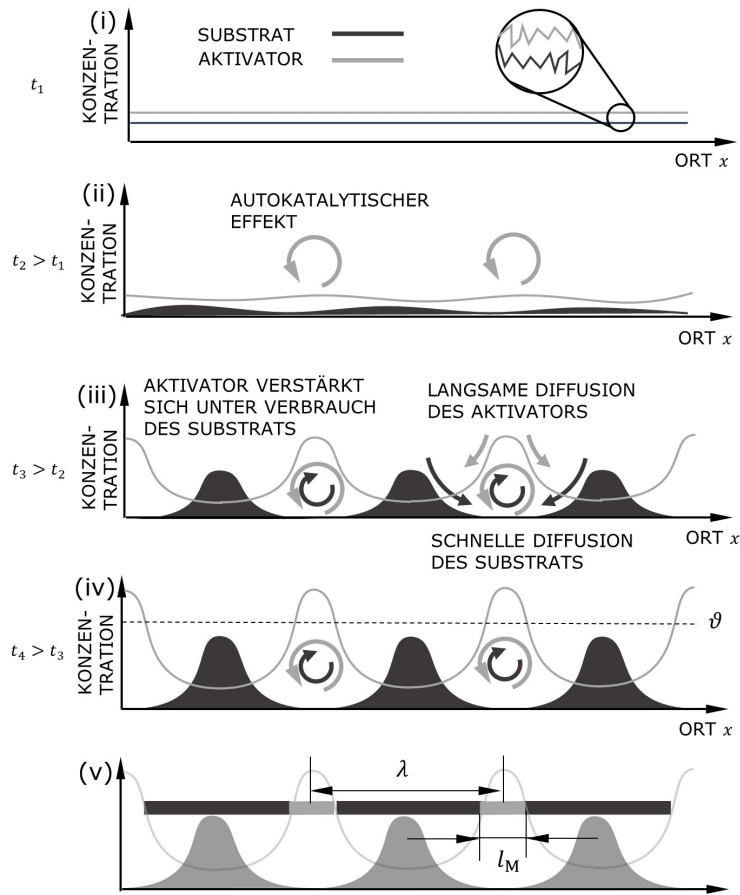 (i)
SUBSTRAT
AKTIVATOR
t₁
KONZEN-
TRATION
ORT x
(ii)
AUTOKATALYTISCHER
EFFEKT
t₂ > t₁
KONZEN-
TRATION
ORT x
(iii)
AKTIVATOR VERSTÄRKT
SICH UNTER VERBRAUCH
DES SUBSTRATS
LANGSAME DIFFUSION
DES AKTIVATORS
t₃ > t₂
KONZEN-
TRATION
ORT x
SCHNELLE DIFFUSION
DES SUBSTRATS
(iv)
ϑ
t₄ > t₃
KONZEN-
TRATION
ORT x
(v)
λ
l_M